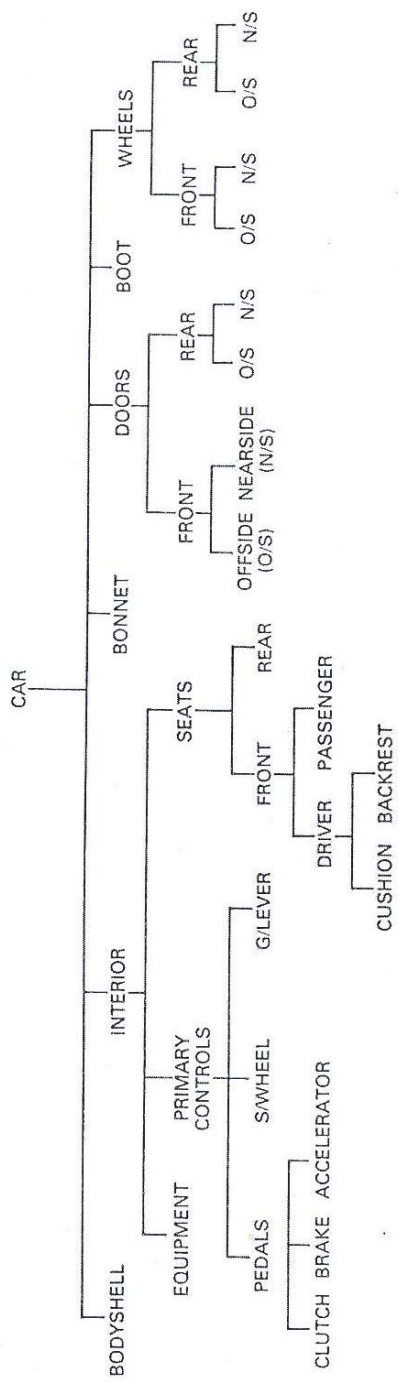 CAR
BODYSHELL
INTERIOR
BONNET
DOORS
BOOT
WHEELS
EQUIPMENT
PRIMARY
CONTROLS
SEATS
FRONT
REAR
FRONT
REAR
PEDALS
S/WHEEL
G/LEVER
FRONT
REAR
OFFSIDE
(O/S)
NEARSIDE
(N/S)
O/S
N/S
O/S
N/S
O/S
N/S
CLUTCH
BRAKE
ACCELERATOR
DRIVER
PASSENGER
CUSHION
BACKREST